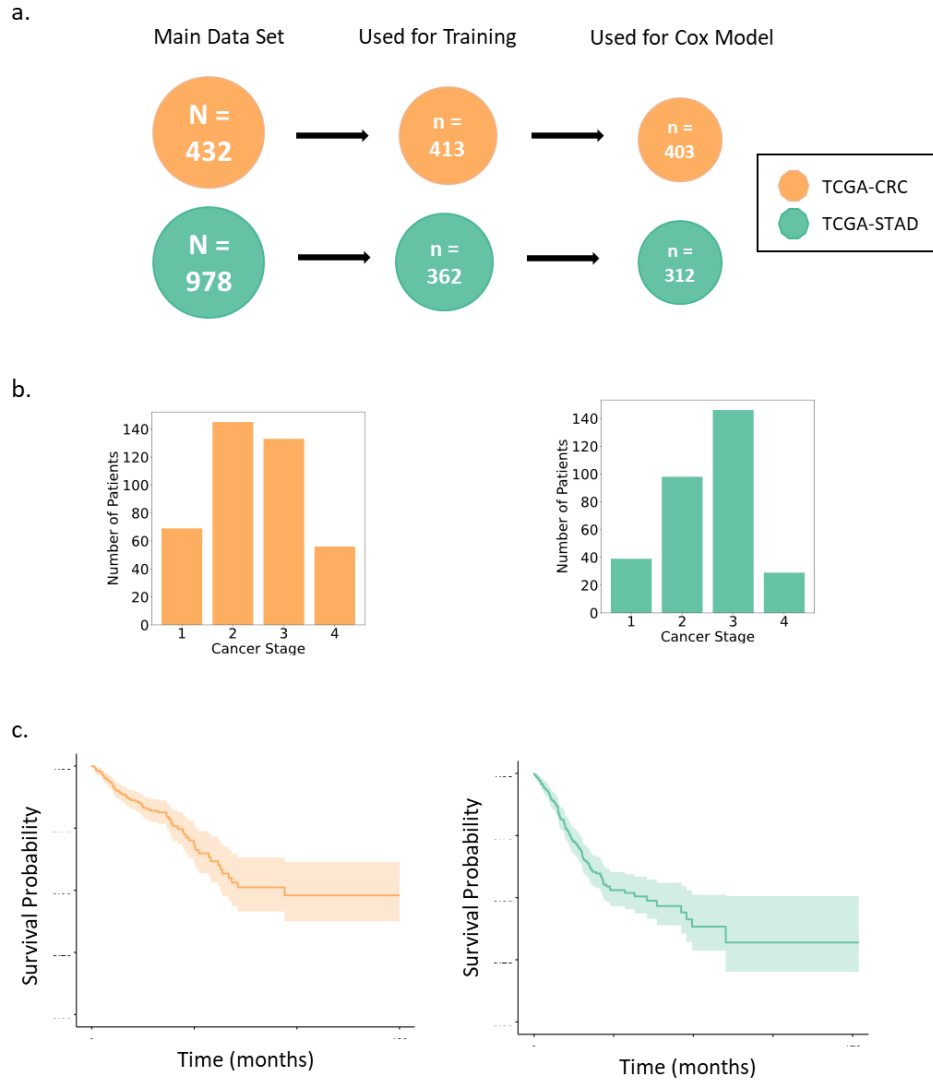 a.
Main Data Set
Used for Training
Used for Cox Model
N =
432
n =
413
n =
403
TCGA-CRC
TCGA-STAD
N =
978
n =
362
n =
312
b.
140
120
100
80
60
40
20
0
Number of Patients
1 2 3 4
Cancer Stage
140
120
100
80
60
40
20
0
Number of Patients
1 2 3 4
Cancer Stage
c.
Survival Probability
Time (months)
Survival Probability
Time (months)